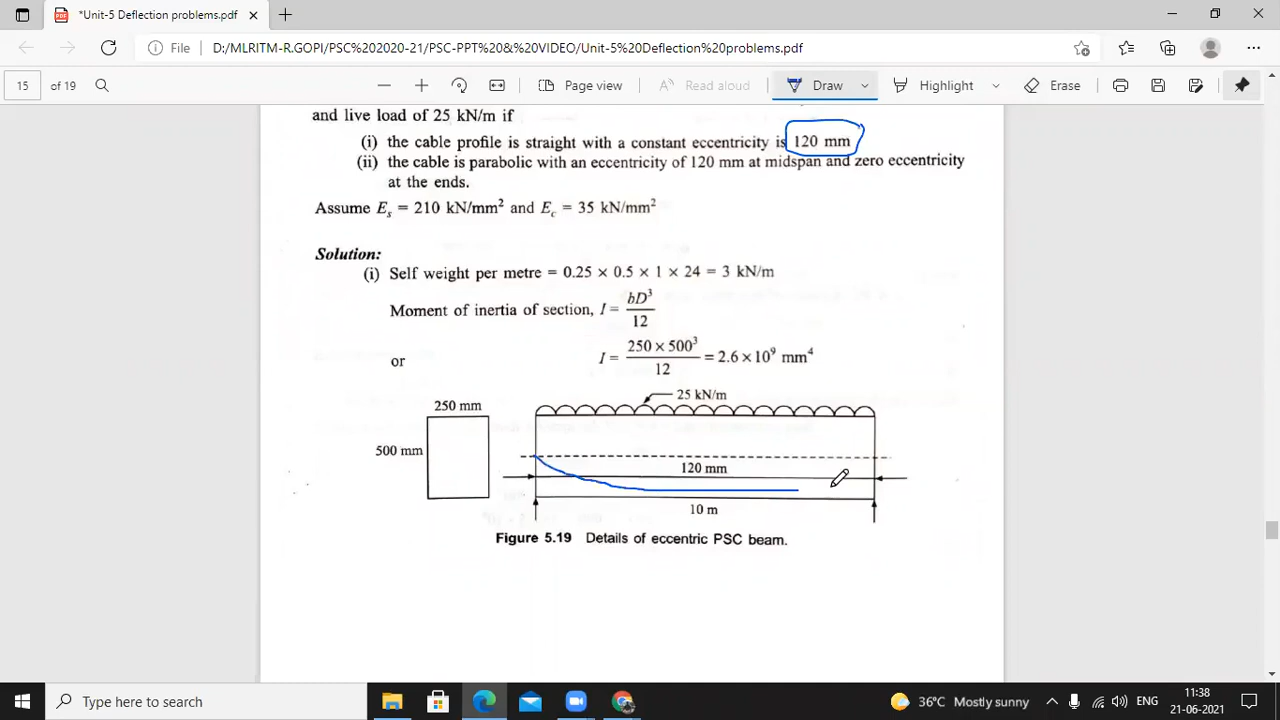 *Unit-5 Deflection problems.pdf
File D:/MLRITM-R.GOPI/PSC%202020-21/PSC-PPT%20&%20VIDEO/Unit-5%20Deflection%20problems.pdf
15 of 19 Page view Read aloud Draw Highlight Erase
and live load of 25 kN/m if
(i) the cable profile is straight with a constant eccentricity is 120 mm
(ii) the cable is parabolic with an eccentricity of 120 mm at midspan and zero eccentricity
at the ends.
Assume Es = 210 kN/mm² and Ec = 35 kN/mm²
Solution:
(i) Self weight per metre = 0.25 × 0.5 × 1 × 24 = 3 kN/m
Moment of inertia of section, I = bD³/12
or I = 250 × 500³/12 = 2.6 × 10⁹ mm⁴
25 kN/m
250 mm
500 mm
120 mm
10 m
Figure 5.19 Details of eccentric PSC beam.
Type here to search
36°C Mostly sunny
ENG
11:38
21-06-2021